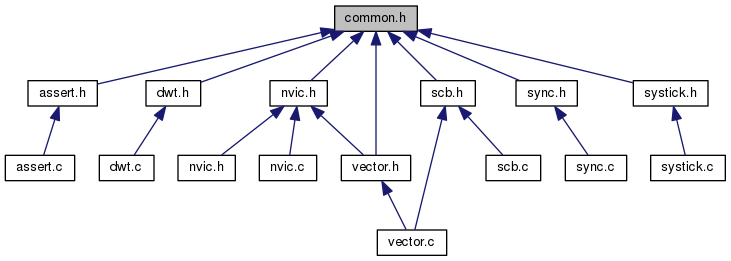 common.h
assert.h
dwt.h
nvic.h
scb.h
sync.h
systick.h
assert.c
dwt.c
nvic.h
nvic.c
vector.h
scb.c
sync.c
systick.c
vector.c